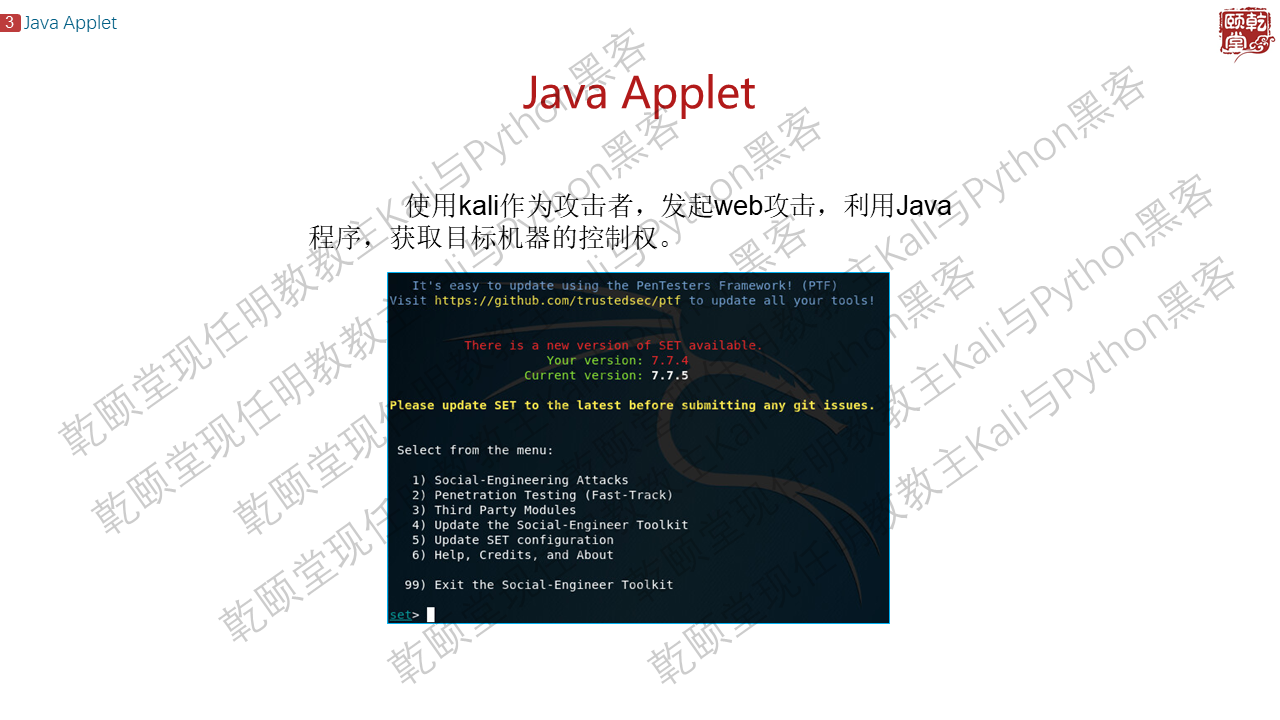 3 Java Applet
颐乾堂
Java Applet
使用kali作为攻击者，发起web攻击，利用Java
程序，获取目标机器的控制权。
It's easy to update using the PenTesters Framework! (PTF)
Visit https://github.com/trustedsec/ptf to update all your tools!
There is a new version of SET available.
Your version: 7.7.4
Current version: 7.7.5
Please update SET to the latest before submitting any git issues.
Select from the menu:
1) Social-Engineering Attacks
2) Penetration Testing (Fast-Track)
3) Third Party Modules
4) Update the Social-Engineer Toolkit
5) Update SET configuration
6) Help, Credits, and About
99) Exit the Social-Engineer Toolkit
set>
乾颐堂现任明教教主Kali与Python黑客
乾颐堂现任明教教主Kali与Python黑客
乾颐堂现任明教教主Kali与Python黑客
乾颐堂现任明教教主Kali与Python黑客
乾颐堂现任明教教主Kali与Python黑客
乾颐堂现任明教教主Kali与Python黑客